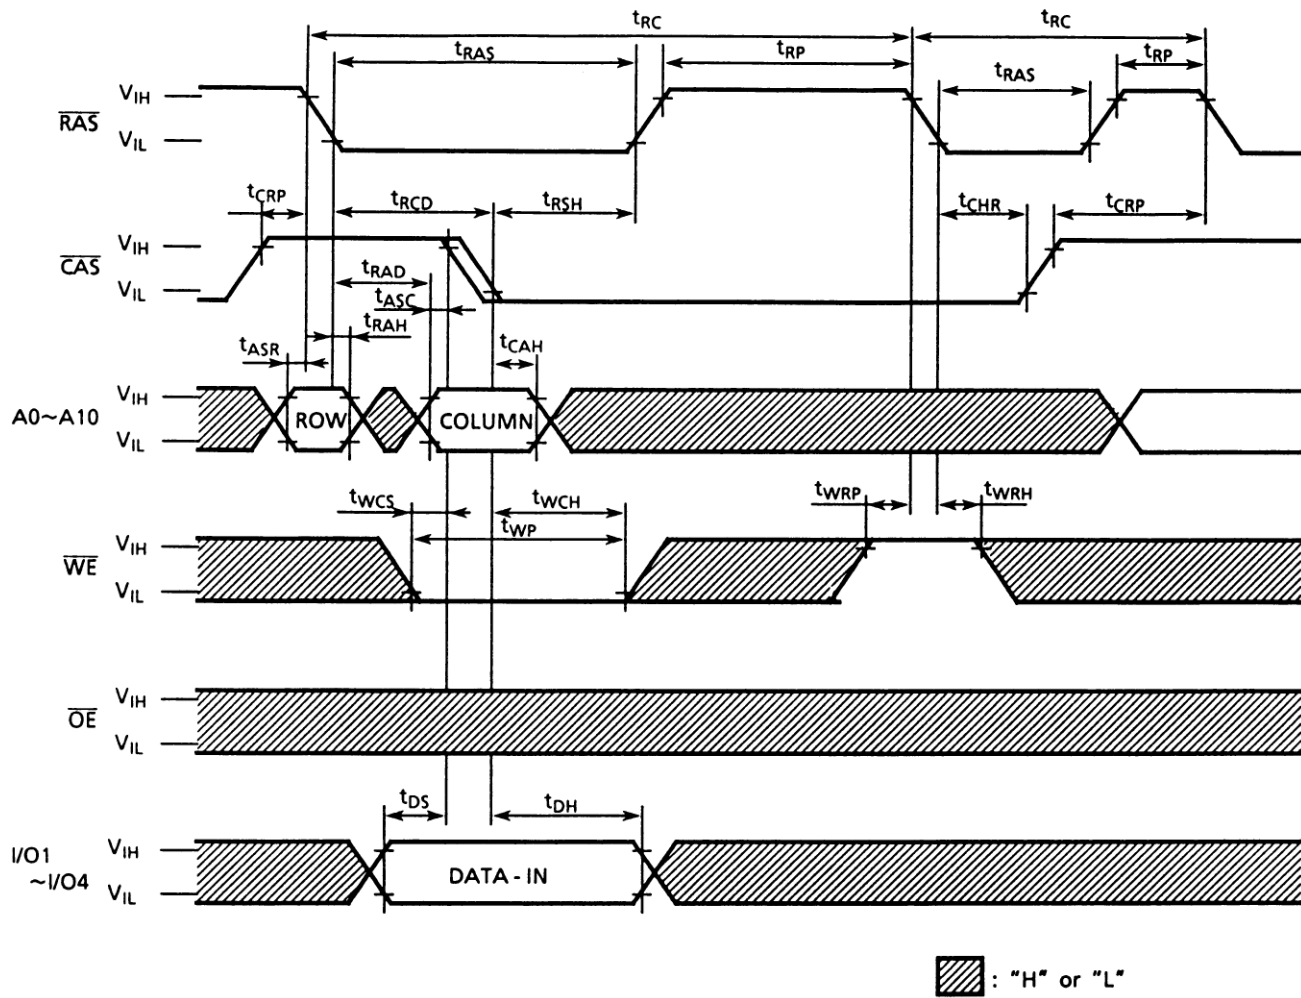 tRC tRC
tRAS tRP tRAS tRP
RAS VIH
VIL
tCRP tRCD tRSH tCHR tCRP
CAS VIH
VIL
tRAD
tASC
tRAH
tASR tCAH
A0~A10 VIH
VIL
ROW COLUMN
tWCS tWCH tWRP tWRH
tWP
WE VIH
VIL
OE VIH
VIL
tDS tDH
I/O1 VIH
~I/O4 VIL
DATA-IN
: "H" or "L"